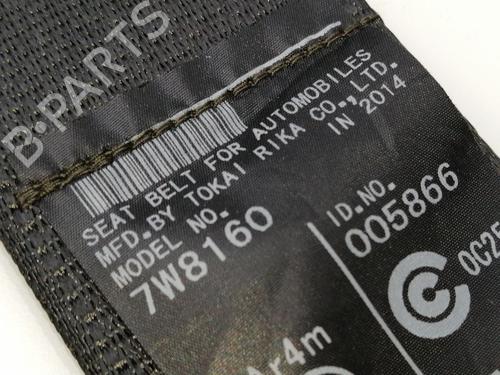 B-PARTS
SEAT BELT FOR AUTOMOBILES
MFD.BY TOKAI RIKA CO.,LTD.
IN 2014
MODEL NO.
7W8160
ID.NO.
005866
Ar4m